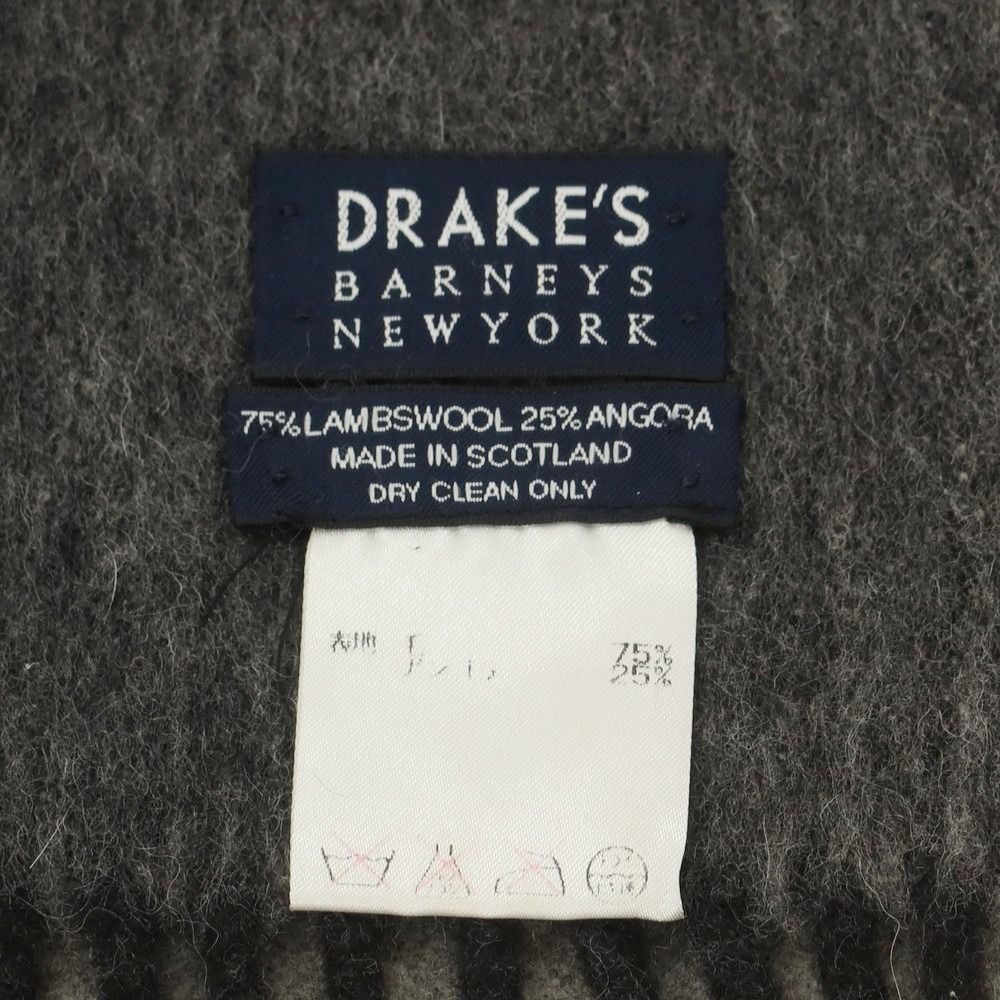 DRAKE'S
BARNEYS
NEWYORK
75%LAMBSWOOL 25%ANGORA
MADE IN SCOTLAND
DRY CLEAN ONLY
75%
25%